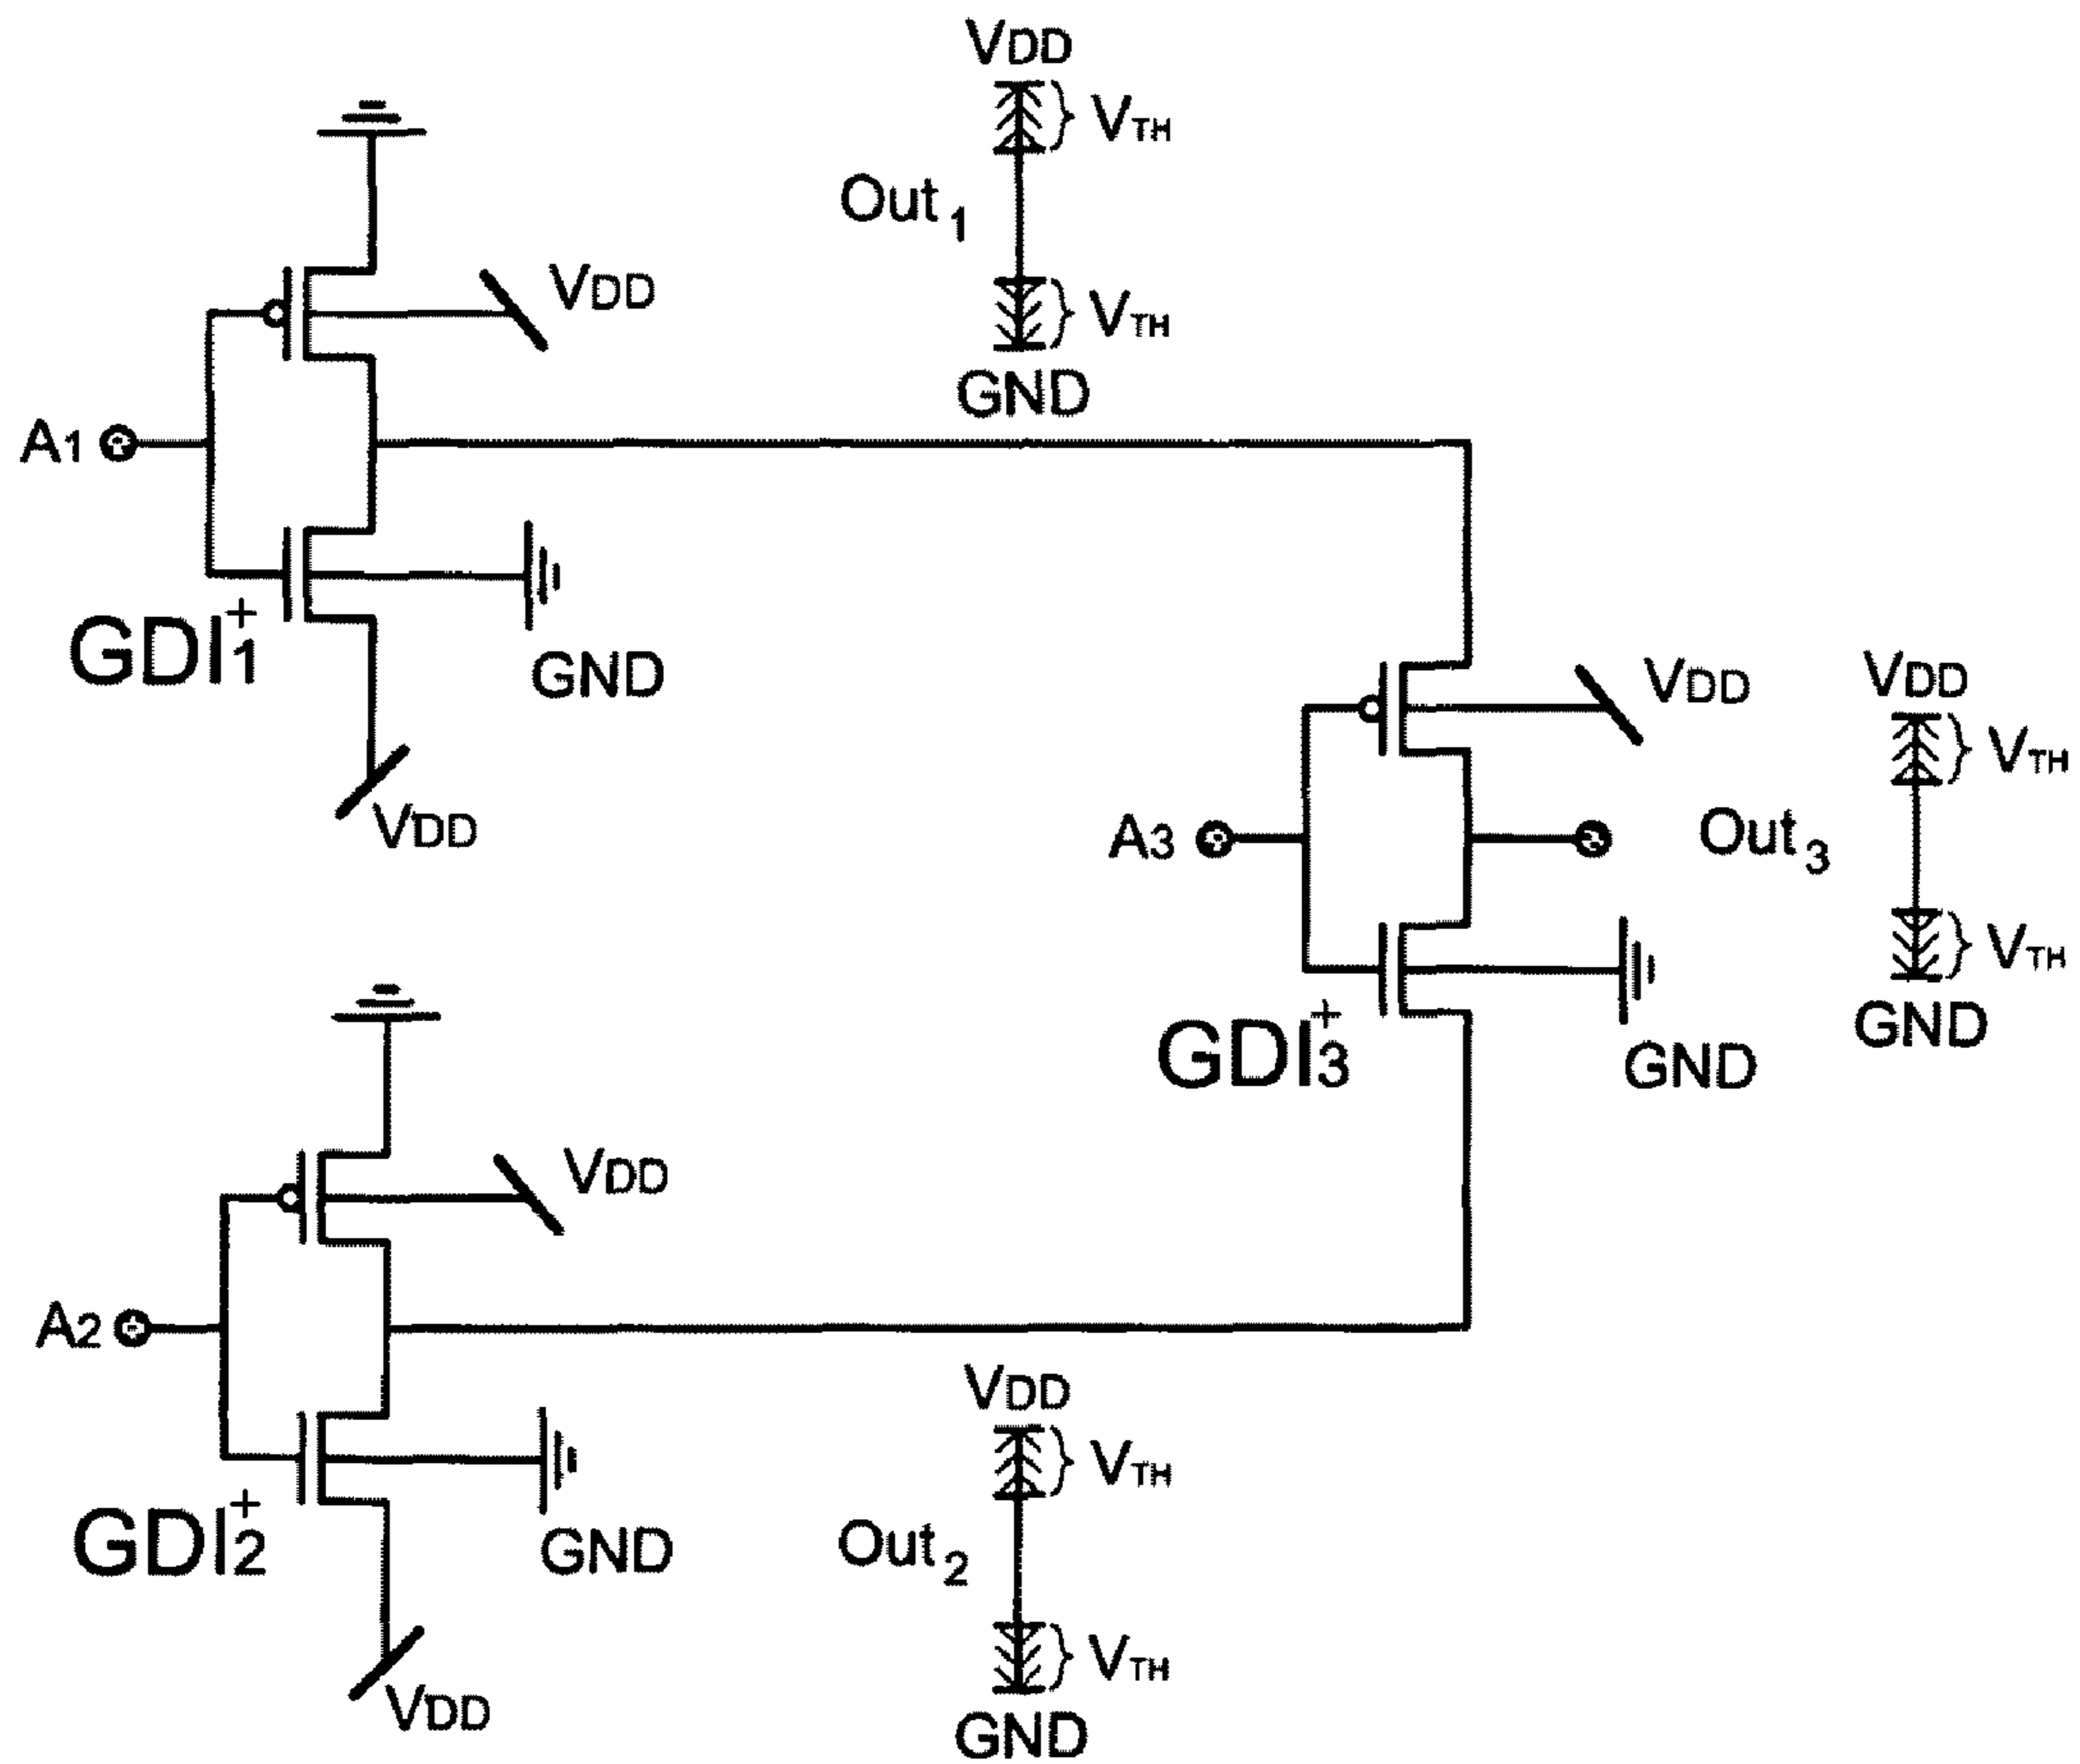 VDD
VTH
Out1
VDD
VTH
GND
A1
GDI1+
GND
VDD
VDD
VDD
VTH
A3
Out3
VTH
GDI3+
GND
GND
VDD
A2
VDD
VTH
GDI2+
GND
Out2
VTH
VDD
GND